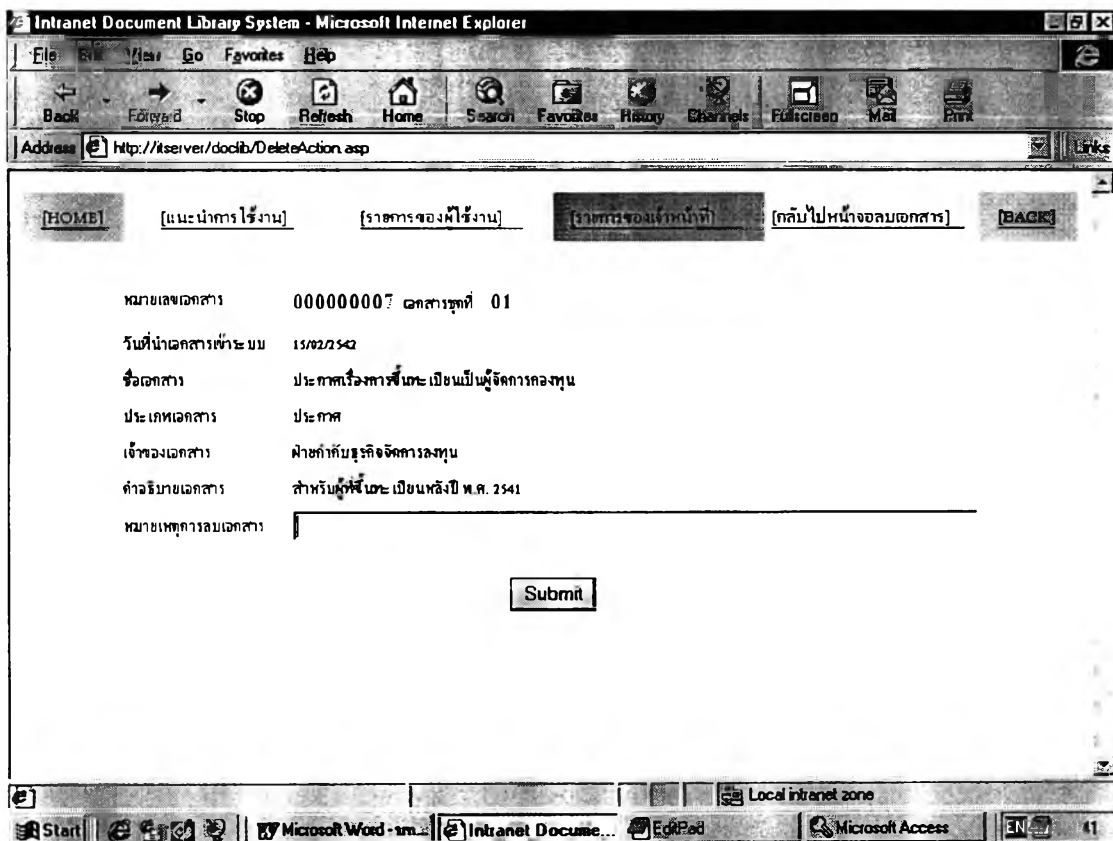 Intranet Document Library System - Microsoft Internet Explorer
File View Go Favorites Help
Back Forward Stop Refresh Home Search Favorites History Channels Fullscreen Mail Print
Address http://itserver/doclib/DeleteAction.asp Links
[HOME] [แนะนำการใช้งาน] [รายการของผู้ใช้งาน] [รายการของเจ้าหน้าที่] [กลับไปหน้าจอลบเอกสาร] [BACK]
หมายเลขเอกสาร 000000007 เอกสารชุดที่ 01
วันที่นำเอกสารเข้าระบบ 15/02/2542
ชื่อเอกสาร ประกาศเรื่องการขึ้นทะเบียนเป็นผู้จัดการกองทุน
ประเภทเอกสาร ประกาศ
เจ้าของเอกสาร ฝ่ายกำกับธุรกิจจัดการลงทุน
คำอธิบายเอกสาร สำหรับผู้ที่ขึ้นทะเบียนหลังปี พ.ศ. 2541
หมายเหตุการลบเอกสาร
Submit
Local intranet zone
Start Microsoft Word - Intranet Docume... EditPad Microsoft Access EN